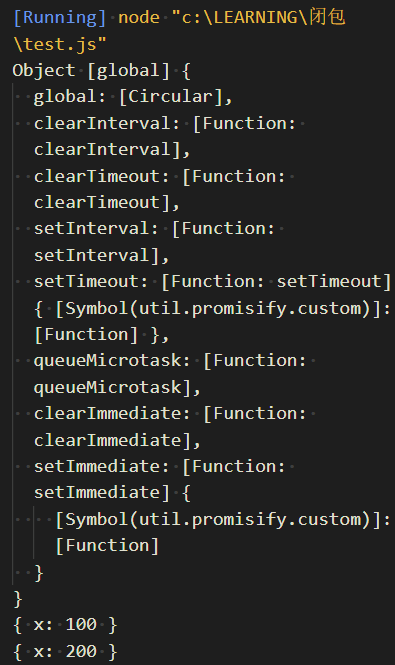 [Running] node "c:\LEARNING\闭包
\test.js"
Object [global] {
  global: [Circular],
  clearInterval: [Function: 
  clearInterval],
  clearTimeout: [Function: 
  clearTimeout],
  setInterval: [Function: 
  setInterval],
  setTimeout: [Function: setTimeout]
  { [Symbol(util.promisify.custom)]:
  [Function] },
  queueMicrotask: [Function: 
  queueMicrotask],
  clearImmediate: [Function: 
  clearImmediate],
  setImmediate: [Function: 
  setImmediate] {
    [Symbol(util.promisify.custom)]:
    [Function]
  }
}
{ x: 100 }
{ x: 200 }